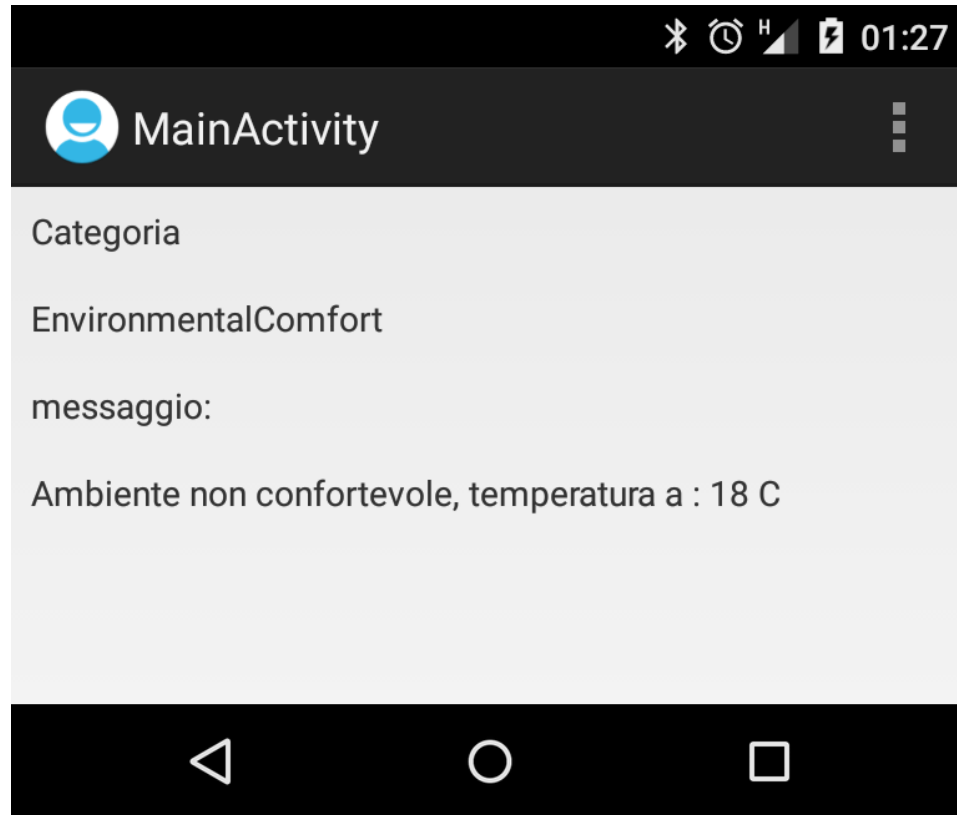 H 01:27
MainActivity
Categoria
EnvironmentalComfort
messaggio:
Ambiente non confortevole, temperatura a : 18 C